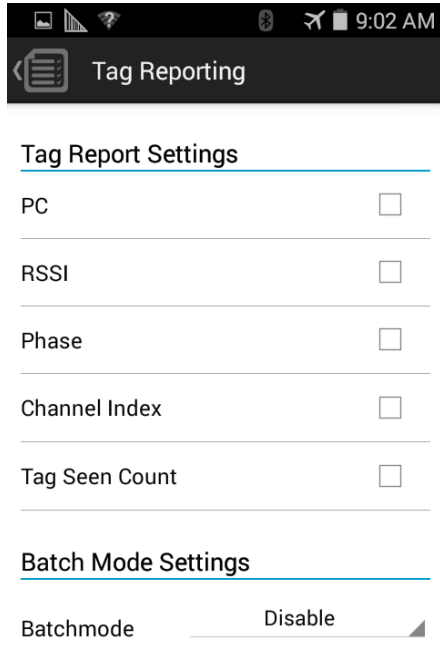 9:02 AM
Tag Reporting
Tag Report Settings
PC
RSSI
Phase
Channel Index
Tag Seen Count
Batch Mode Settings
Batchmode Disable